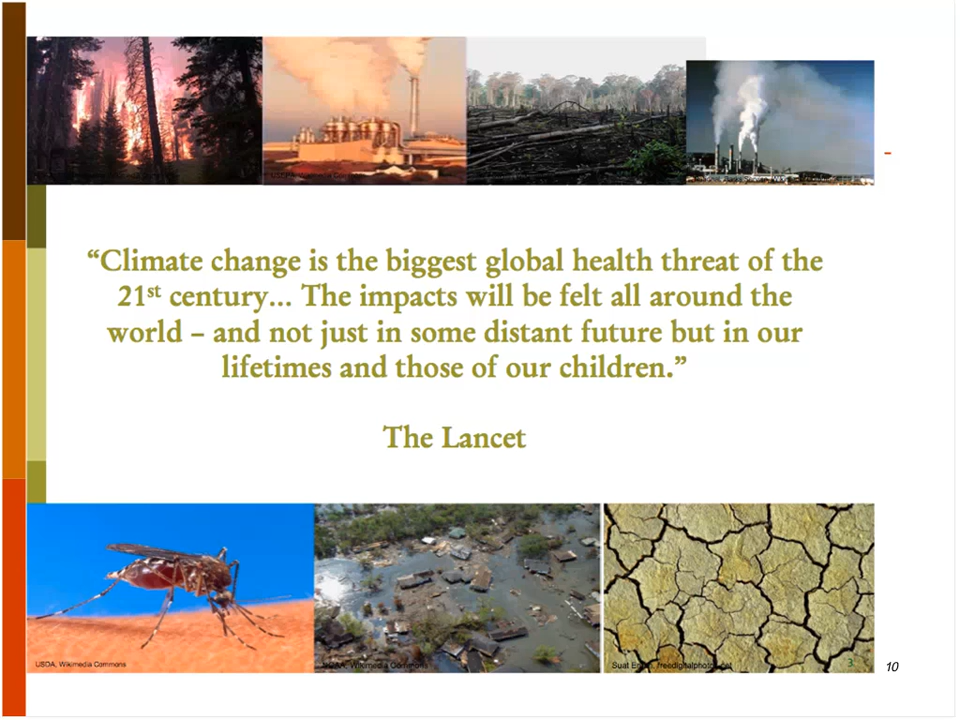 “Climate change is the biggest global health threat of the
21st century... The impacts will be felt all around the
world – and not just in some distant future but in our
lifetimes and those of our children.”
The Lancet
USDA, Wikimedia Commons
Wikimedia Commons
Suat
3
10